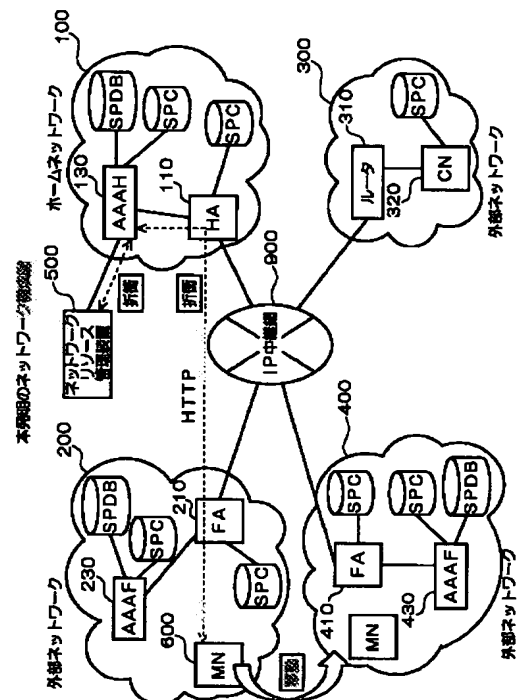 本発明のネットワーク構成図
500
ネットワーク
リソース
管理装置
ホームネットワーク
100
130
AAAH
SPDB
SPC
110
HA
SPC
折衝
折衝
HTTP
外部ネットワーク
200
230
AAAF
SPDB
SPC
210
FA
SPC
600
MN
移動
900
IP中継網
300
310
ルータ
SPC
320
CN
外部ネットワーク
400
SPC
410
FA
SPC
430
AAAF
SPDB
MN
外部ネットワーク